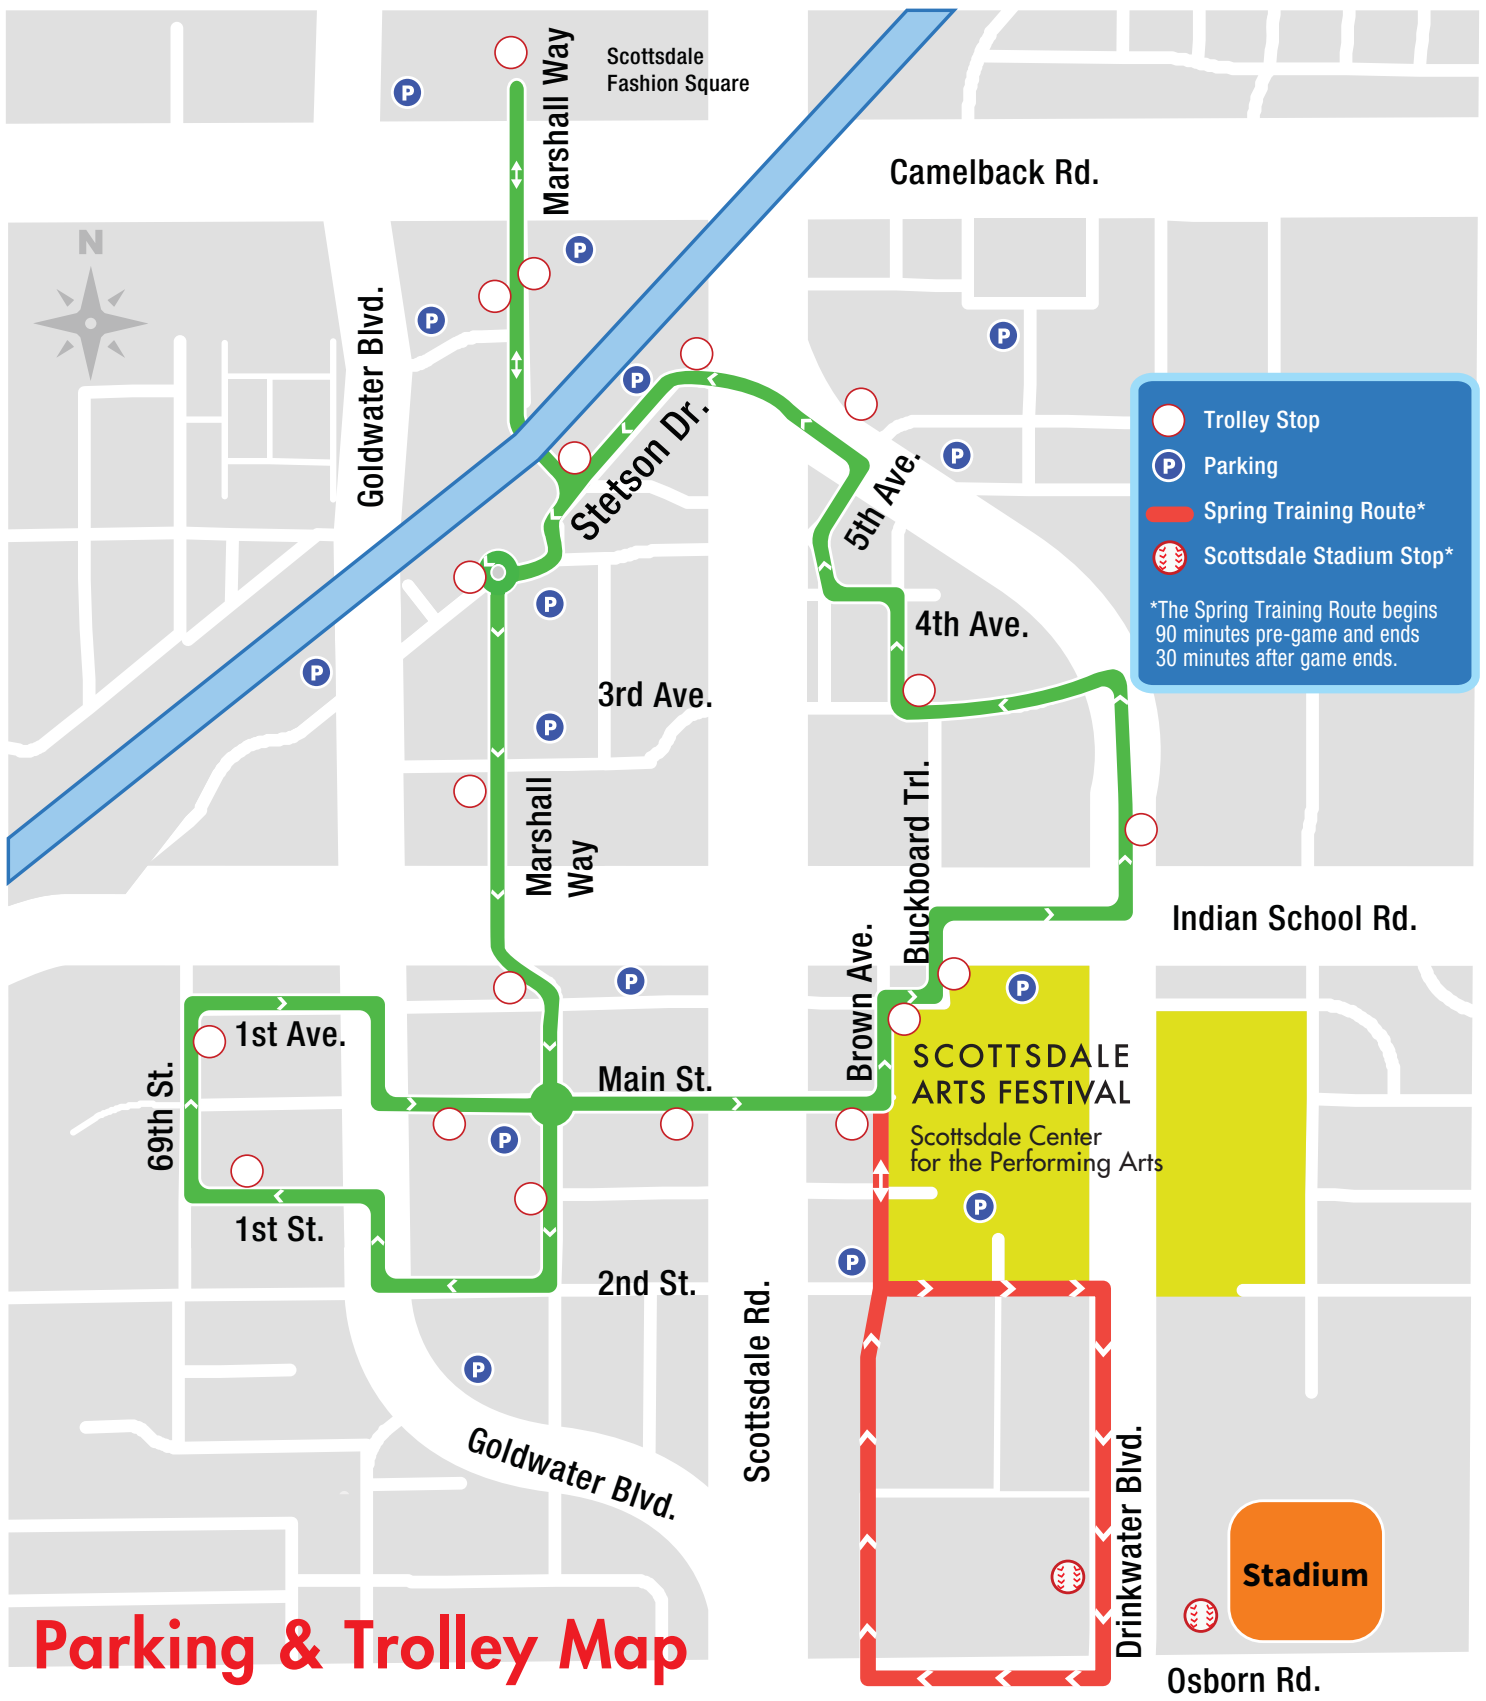 Marshall Way
Scottsdale
Fashion Square
P
Camelback Rd.
N
P
P
P
Goldwater Blvd.
P
Stetson Dr.
5th Ave.
P
Trolley Stop
P
Parking
Spring Training Route*
Scottsdale Stadium Stop*
*The Spring Training Route begins
90 minutes pre-game and ends
30 minutes after game ends.
P
4th Ave.
P
3rd Ave.
P
Marshall
Way
Buckboard Trl.
Indian School Rd.
Brown Ave.
P
P
1st Ave.
SCOTTSDALE
ARTS FESTIVAL
Main St.
69th St.
P
Scottsdale Center
for the Performing Arts
P
1st St.
P
2nd St.
Scottsdale Rd.
P
Goldwater Blvd.
Drinkwater Blvd.
Stadium
Parking & Trolley Map
Osborn Rd.